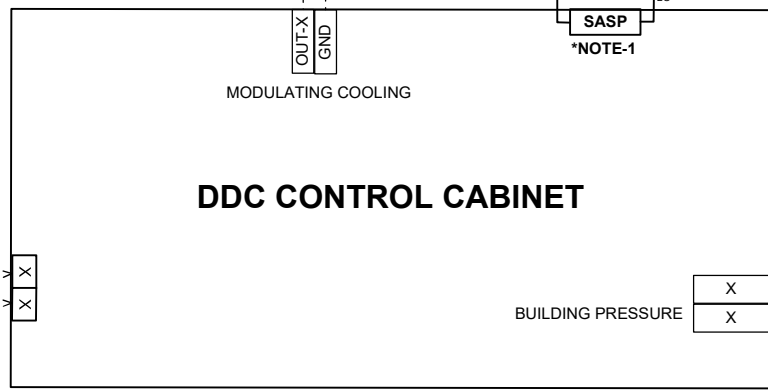 SASP
*NOTE-1
OUT-X
GND
MODULATING COOLING
DDC CONTROL CABINET
X
X
BUILDING PRESSURE
X
X